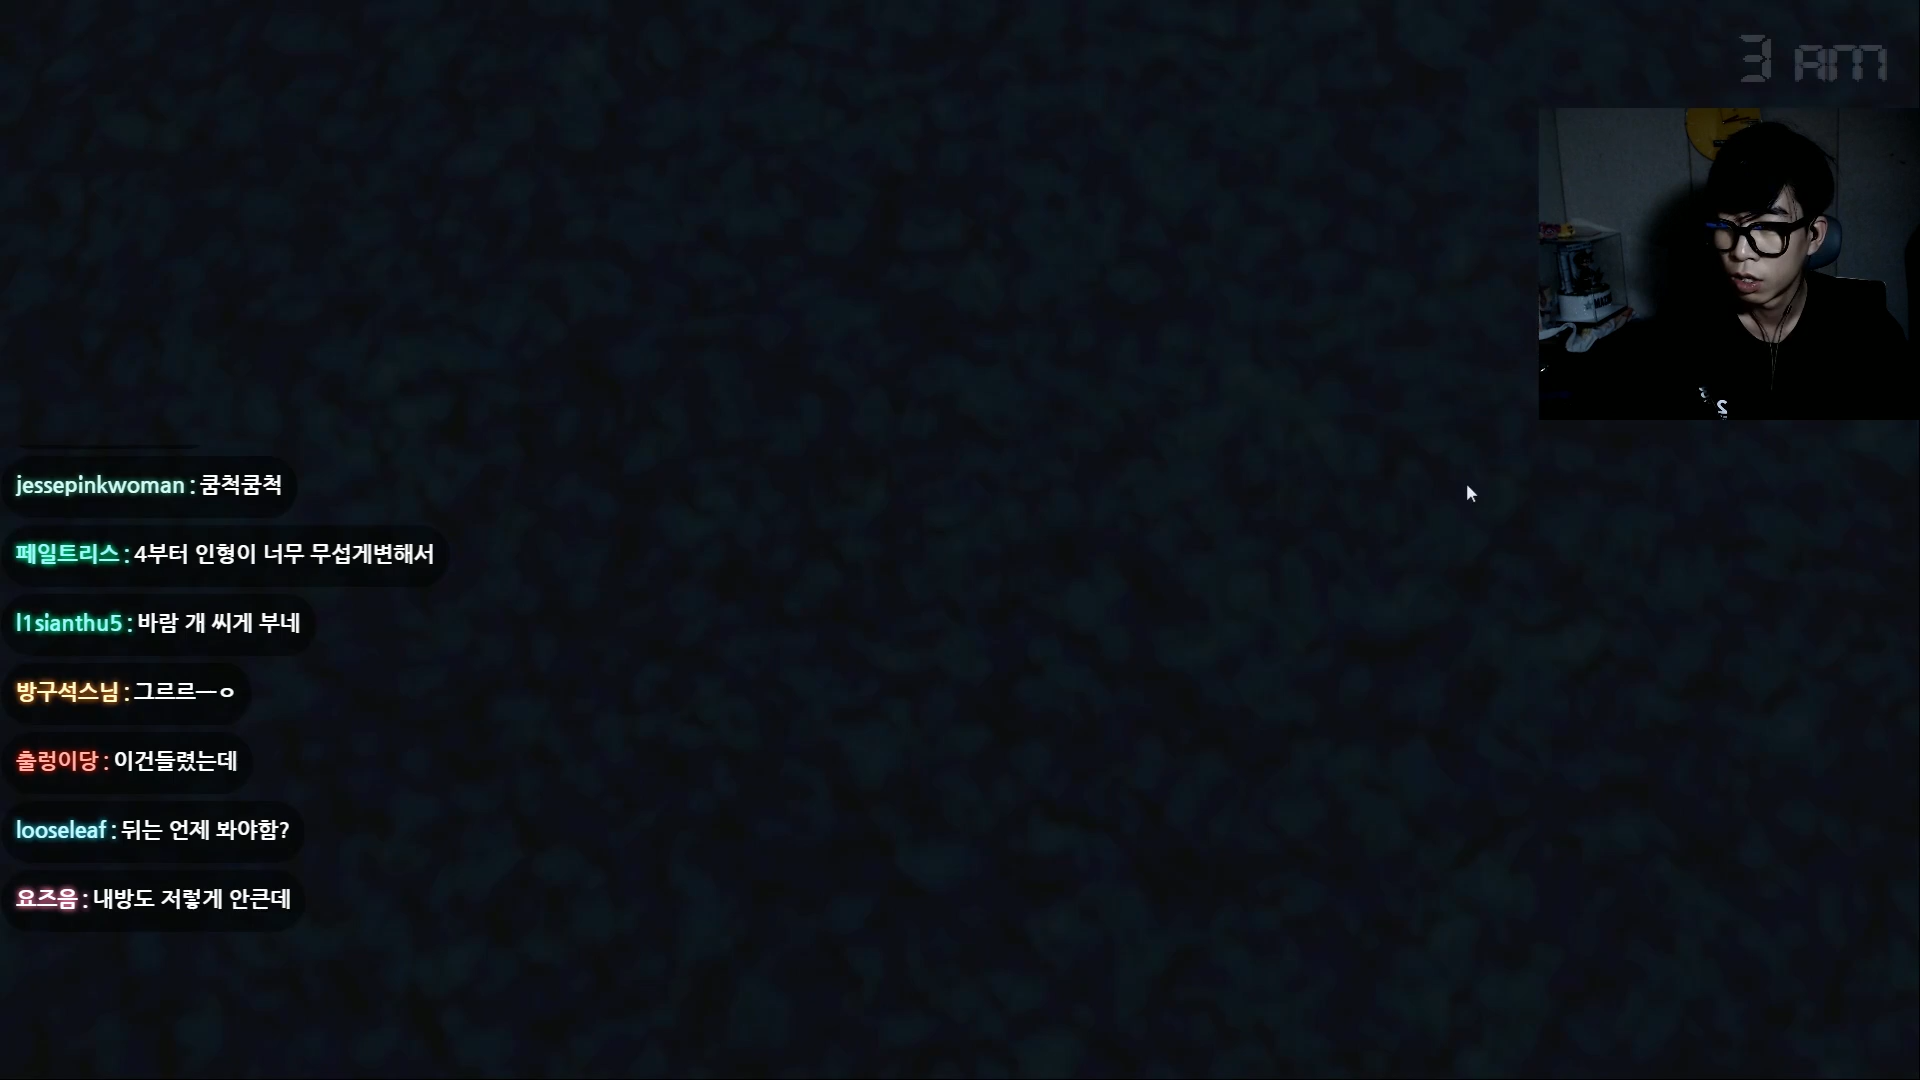 3 AM
jessepinkwoman : 쿰척쿰척
페일트리스 : 4부터 인형이 너무 무섭게변해서
l1sianthu5 : 바람 개 씨게 부네
방구석스님 : 그르르ㅡㅇ
출렁이당 : 이건들렸는데
looseleaf : 뒤는 언제 봐야함?
요즈음 : 내방도 저렇게 안큰데